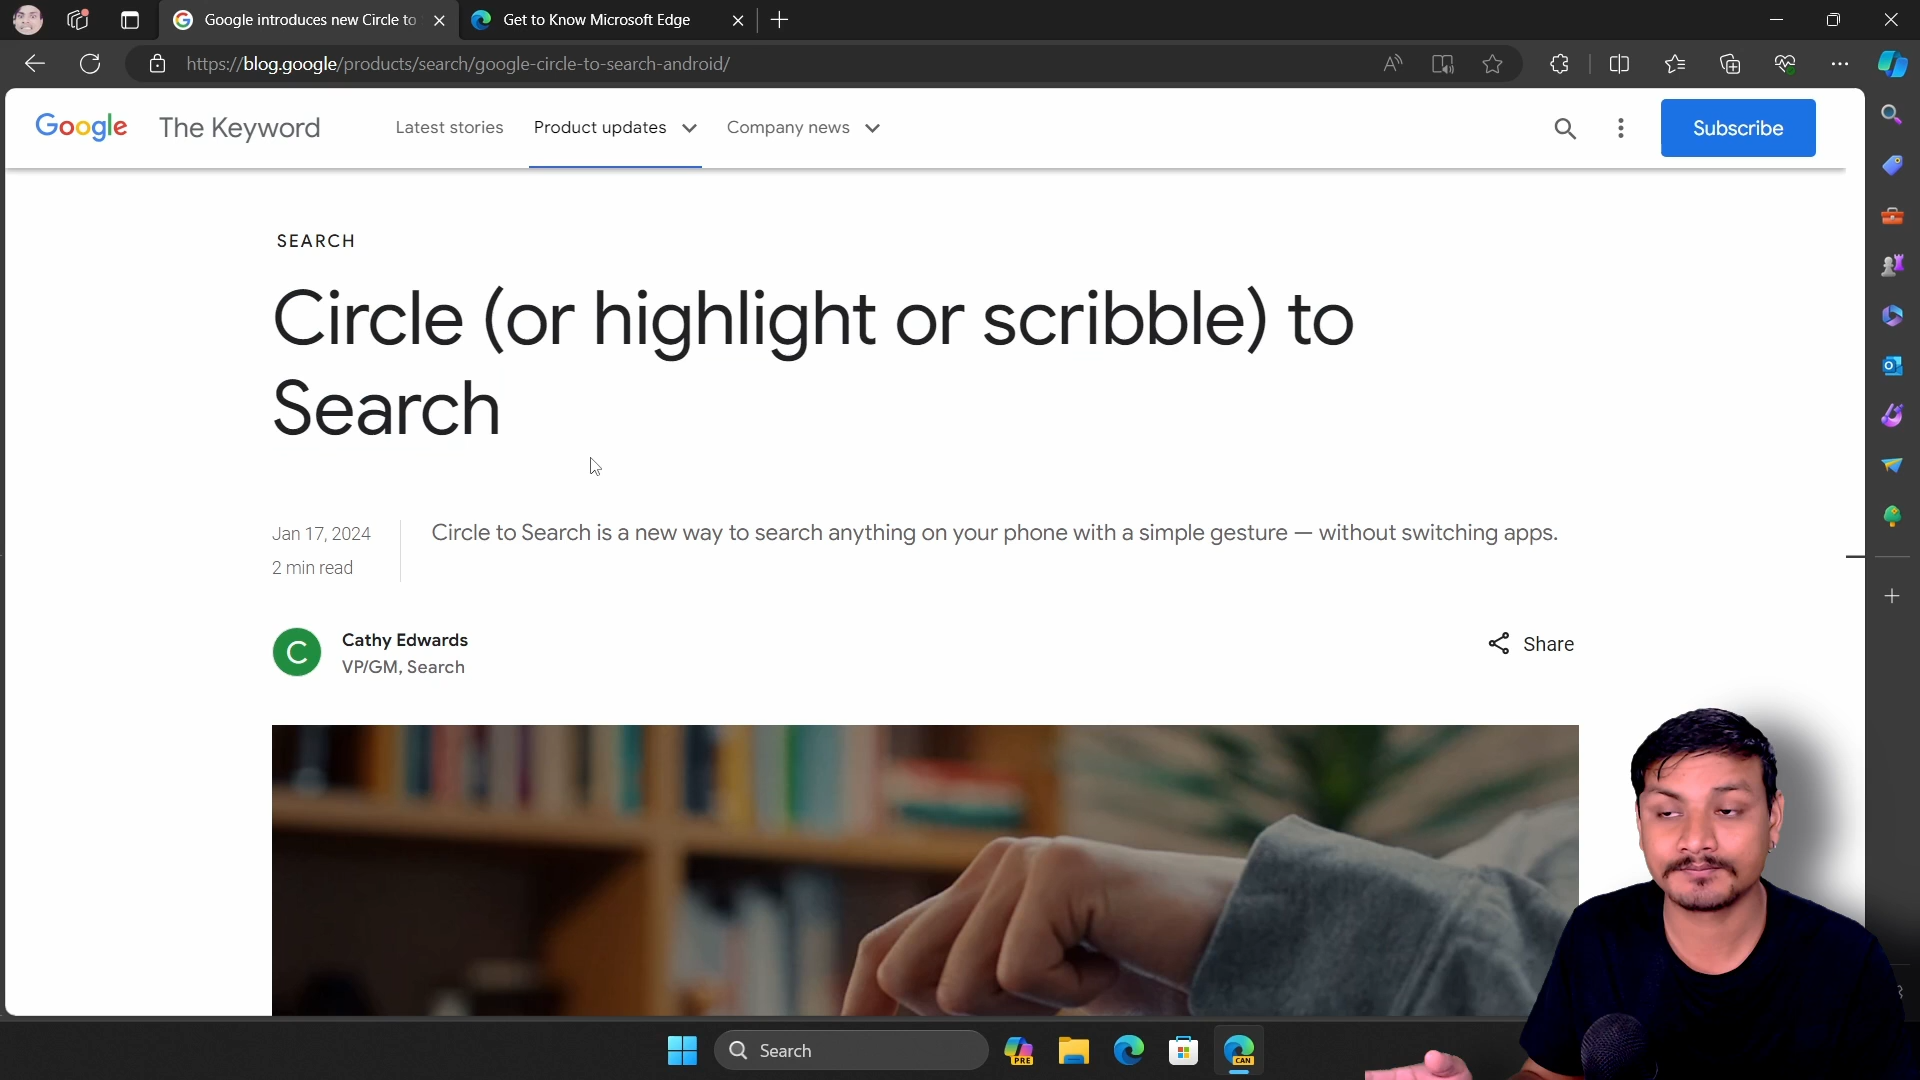 Google introduces new Circle to
Get to Know Microsoft Edge
https://blog.google/products/search/google-circle-to-search-android/
Google The Keyword
Latest stories
Product updates
Company news
Subscribe
SEARCH
Circle (or highlight or scribble) to
Search
Jan 17, 2024
2 min read
Circle to Search is a new way to search anything on your phone with a simple gesture — without switching apps.
C
Cathy Edwards
VP/GM, Search
Share
Search
PRE
CAN